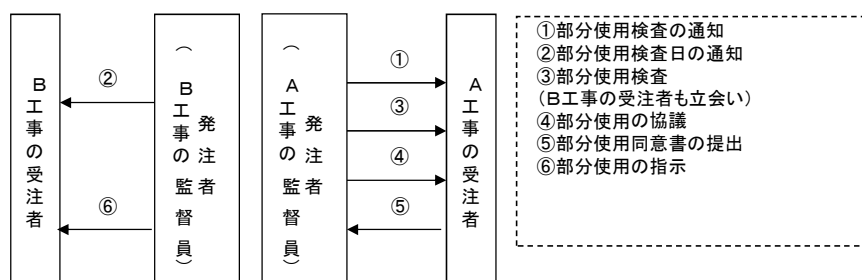 B工事の受注者
②
⑥
発注者
(B工事の監督員)
発注者
(A工事の監督員)
①
③
④
⑤
A工事の受注者
①部分使用検査の通知
②部分使用検査日の通知
③部分使用検査
(B工事の受注者も立会い)
④部分使用の協議
⑤部分使用同意書の提出
⑥部分使用の指示